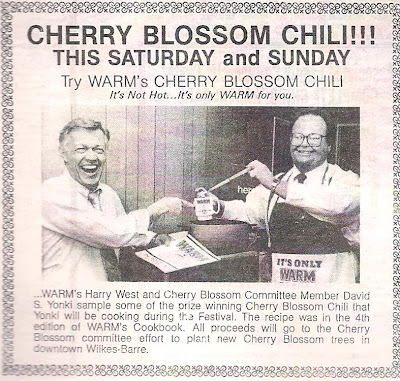 CHERRY BLOSSOM CHILI!!!
THIS SATURDAY and SUNDAY
Try WARM's CHERRY BLOSSOM CHILI
It's Not Hot...it's only WARM for you.
her
WARM
IT'S ONLY
WARM
...WARM's Harry West and Cherry Blossom Committee Member David
S. Yonki sample some of the prize winning Cherry Blossom Chili that
Yonki will be cooking during the Festival. The recipe was in the 4th
edition of WARM's Cookbook. All proceeds will go to the Cherry
Blossom committee effort to plant new Cherry Blossom trees in
downtown Wilkes-Barre.